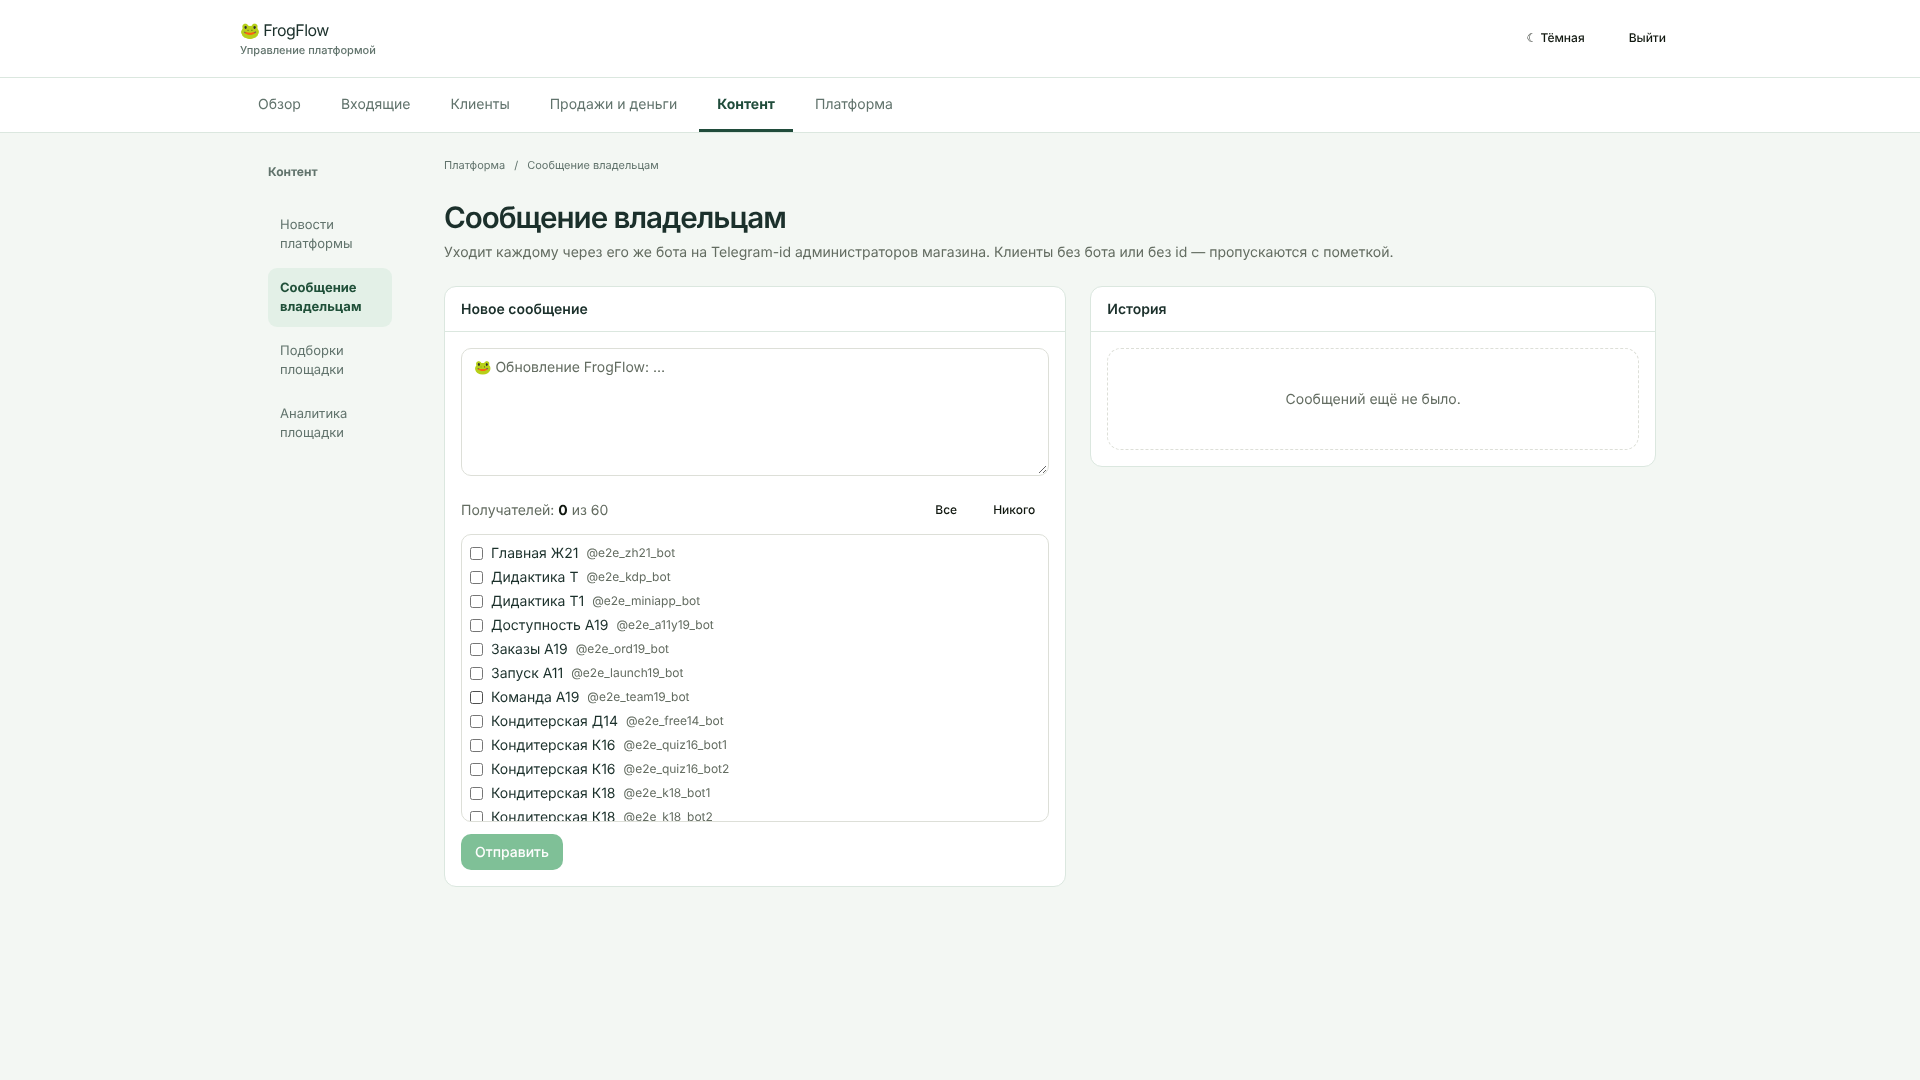 🐸 FrogFlow
Управление платформой
☾ Тёмная
Выйти
Обзор
Входящие
Клиенты
Продажи и деньги
Контент
Платформа
Контент
Новости
платформы
Сообщение
владельцам
Подборки
площадки
Аналитика
площадки
Платформа / Сообщение владельцам
Сообщение владельцам
Уходит каждому через его же бота на Telegram-id администраторов магазина. Клиенты без бота или без id — пропускаются с пометкой.
Новое сообщение
🐸 Обновление FrogFlow: ...
Получателей: 0 из 60
Все
Никого
Главная Ж21 @e2e_zh21_bot
Дидактика Т @e2e_kdp_bot
Дидактика Т1 @e2e_miniapp_bot
Доступность А19 @e2e_a11y19_bot
Заказы А19 @e2e_ord19_bot
Запуск А11 @e2e_launch19_bot
Команда А19 @e2e_team19_bot
Кондитерская Д14 @e2e_free14_bot
Кондитерская К16 @e2e_quiz16_bot1
Кондитерская К16 @e2e_quiz16_bot2
Кондитерская К18 @e2e_k18_bot1
Кондитерская К18 @e2e_k18_bot2
Отправить
История
Сообщений ещё не было.